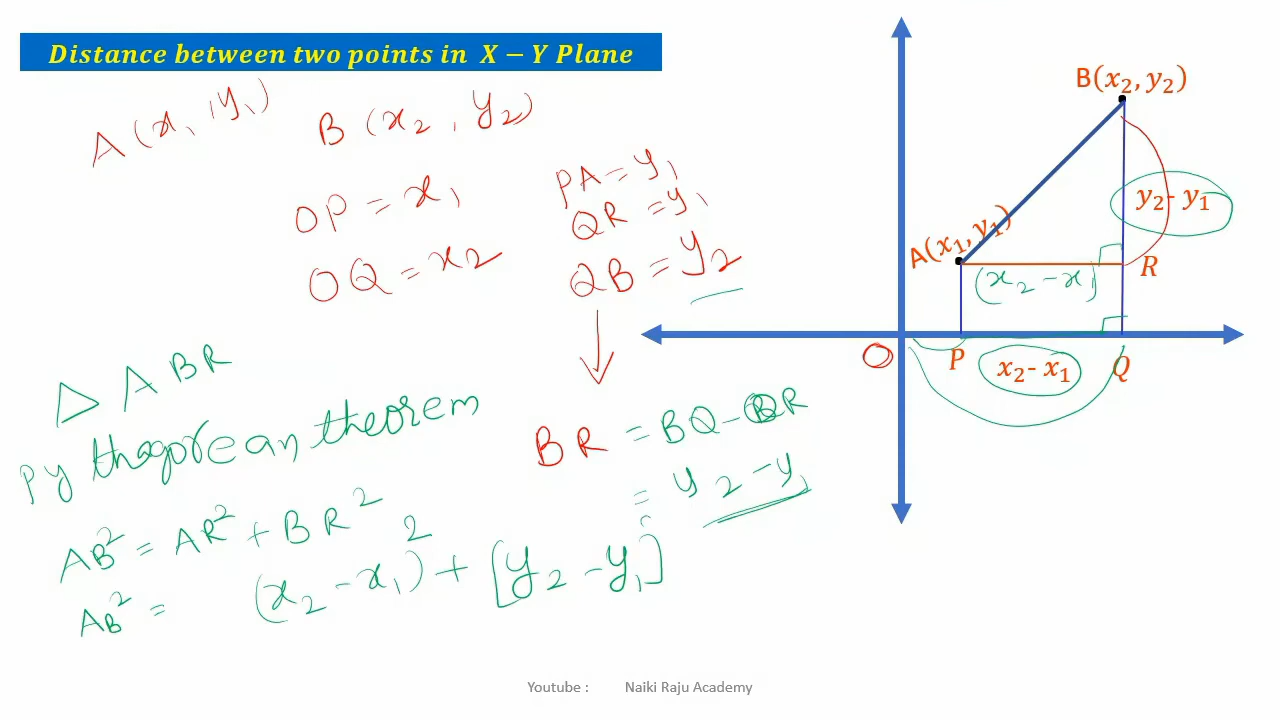 Distance between two points in X − Y Plane
A (x₁, y₁)
B (x₂, y₂)
OP = x₁
OQ = x₂
PA = y₁
QR = y₁
QB = y₂
△ ABR
Pythagorean theorem
AB² = AR² + BR²
AB² = (x₂ − x₁)² + [y₂ − y₁]
BR = BQ − QR
= y₂ − y₁
B(x₂, y₂)
y₂ - y₁
A(x₁, y₁)
R
(x₂ − x₁)
O
P
x₂ - x₁
Q
Youtube : Naiki Raju Academy